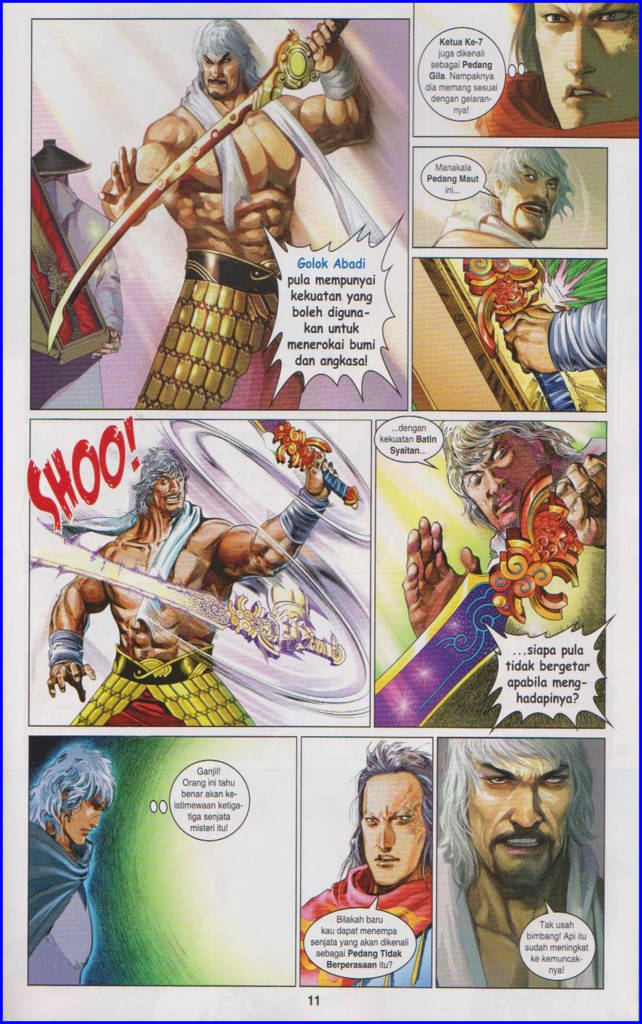 Golok Abadi
pula mempunyai
kekuatan yang
boleh diguna-
kan untuk
menerokai bumi
dan angkasa!
Ketua Ke-7
juga dikenali
sebagai Pedang
Gila. Nampaknya
dia memang sesuai
dengan gelaran-
nya!
Manakala
Pedang Maut
ini...
SHOO!
...dengan
kekuatan Batin
Syaitan...
...siapa pula
tidak bergetar
apabila meng-
hadapinya?
Ganjil!
Orang ini tahu
benar akan ke-
istimewaan ketiga-
tiga senjata
misteri itu!
Bilakah baru
kau dapat menempa
senjata yang akan dikenali
sebagai Pedang Tidak
Berperasaan itu?
Tak usah
bimbang! Api itu
sudah meningkat
ke kemuncak-
nya!
11